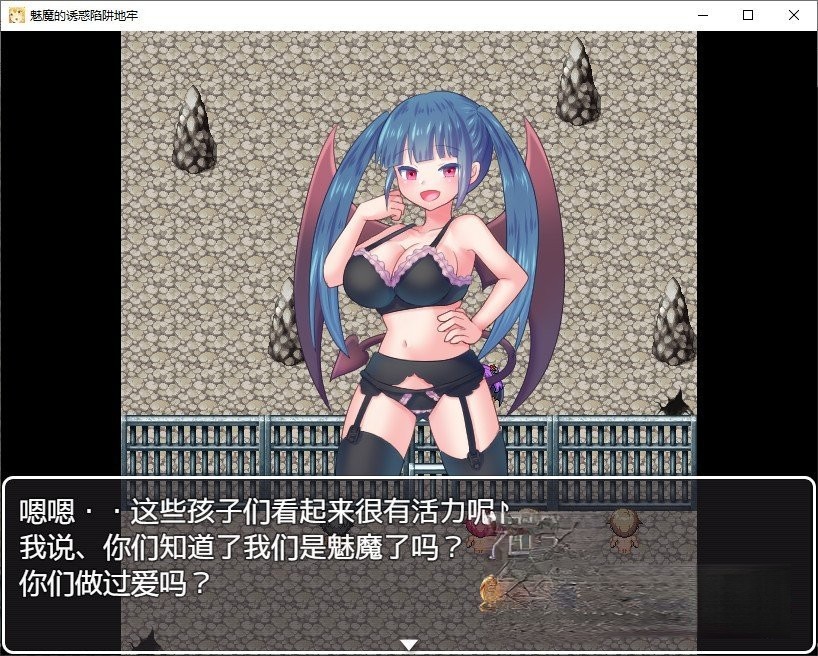 魅魔的诱惑陷阱地牢
嗯嗯・・这些孩子们看起来很有活力呢♪
我说、你们知道了我们是魅魔了吗？
你们做过爱吗？